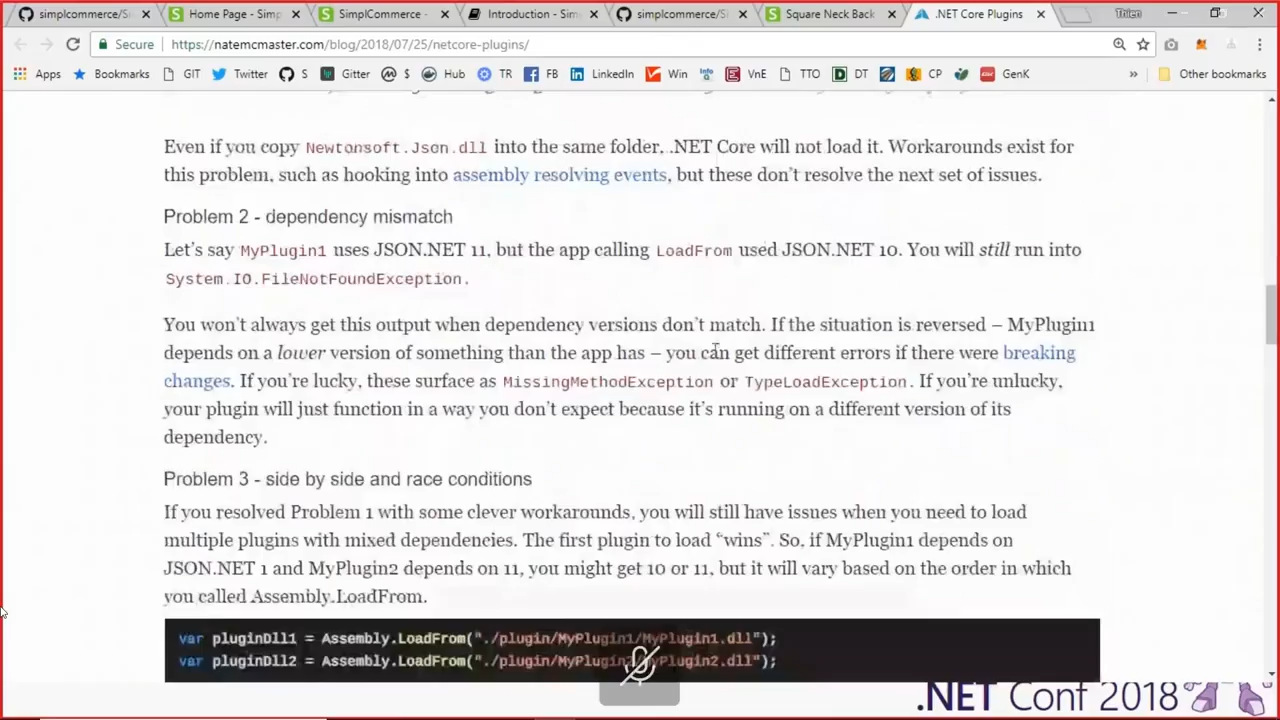 simplcommerce/Si
Home Page - Simp
SimplCommerce -
Introduction - Sim
simplcommerce/Si
Square Neck Back
.NET Core Plugins
Thien
Secure
https://natemcmaster.com/blog/2018/07/25/netcore-plugins/
Apps
Bookmarks
GIT
Twitter
S
Gitter
$
Hub
TR
FB
LinkedIn
Win
VnE
TTO
DT
CP
GenK
»
Other bookmarks
Even if you copy Newtonsoft.Json.dll into the same folder, .NET Core will not load it. Workarounds exist for
this problem, such as hooking into assembly resolving events, but these don’t resolve the next set of issues.
Problem 2 - dependency mismatch
Let’s say MyPlugin1 uses JSON.NET 11, but the app calling LoadFrom used JSON.NET 10. You will still run into
System.IO.FileNotFoundException.
You won’t always get this output when dependency versions don’t match. If the situation is reversed – MyPlugin1
depends on a lower version of something than the app has – you can get different errors if there were breaking
changes. If you’re lucky, these surface as MissingMethodException or TypeLoadException. If you’re unlucky,
your plugin will just function in a way you don’t expect because it’s running on a different version of its
dependency.
Problem 3 - side by side and race conditions
If you resolved Problem 1 with some clever workarounds, you will still have issues when you need to load
multiple plugins with mixed dependencies. The first plugin to load “wins”. So, if MyPlugin1 depends on
JSON.NET 1 and MyPlugin2 depends on 11, you might get 10 or 11, but it will vary based on the order in which
you called Assembly.LoadFrom.
var pluginDll1 = Assembly.LoadFrom("./plugin/MyPlugin1/MyPlugin1.dll");
var pluginDll2 = Assembly.LoadFrom("./plugin/MyPlugin2/MyPlugin2.dll");
.NET Conf 2018